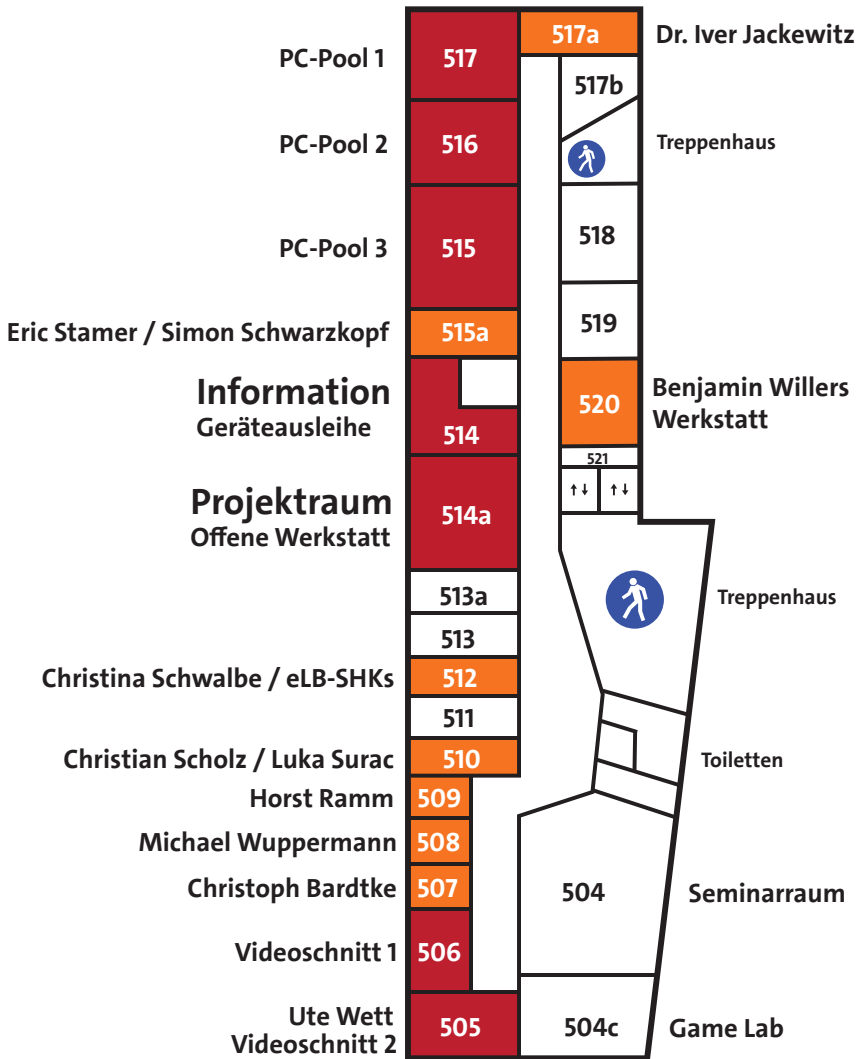 517a
Dr. Iver Jackewitz
PC-Pool 1
517
517b
PC-Pool 2
516
Treppenhaus
PC-Pool 3
515
518
Eric Stamer / Simon Schwarzkopf
515a
519
Information
Geräteausleihe
514
520
Benjamin Willers
Werkstatt
521
Projektraum
Offene Werkstatt
514a
513a
Treppenhaus
513
Christina Schwalbe / eLB-SHKs
512
511
Christian Scholz / Luka Surac
510
Toiletten
Horst Ramm
509
Michael Wuppermann
508
Christoph Bardtke
507
504
Seminarraum
Videoschnitt 1
506
Ute Wett
Videoschnitt 2
505
504c
Game Lab